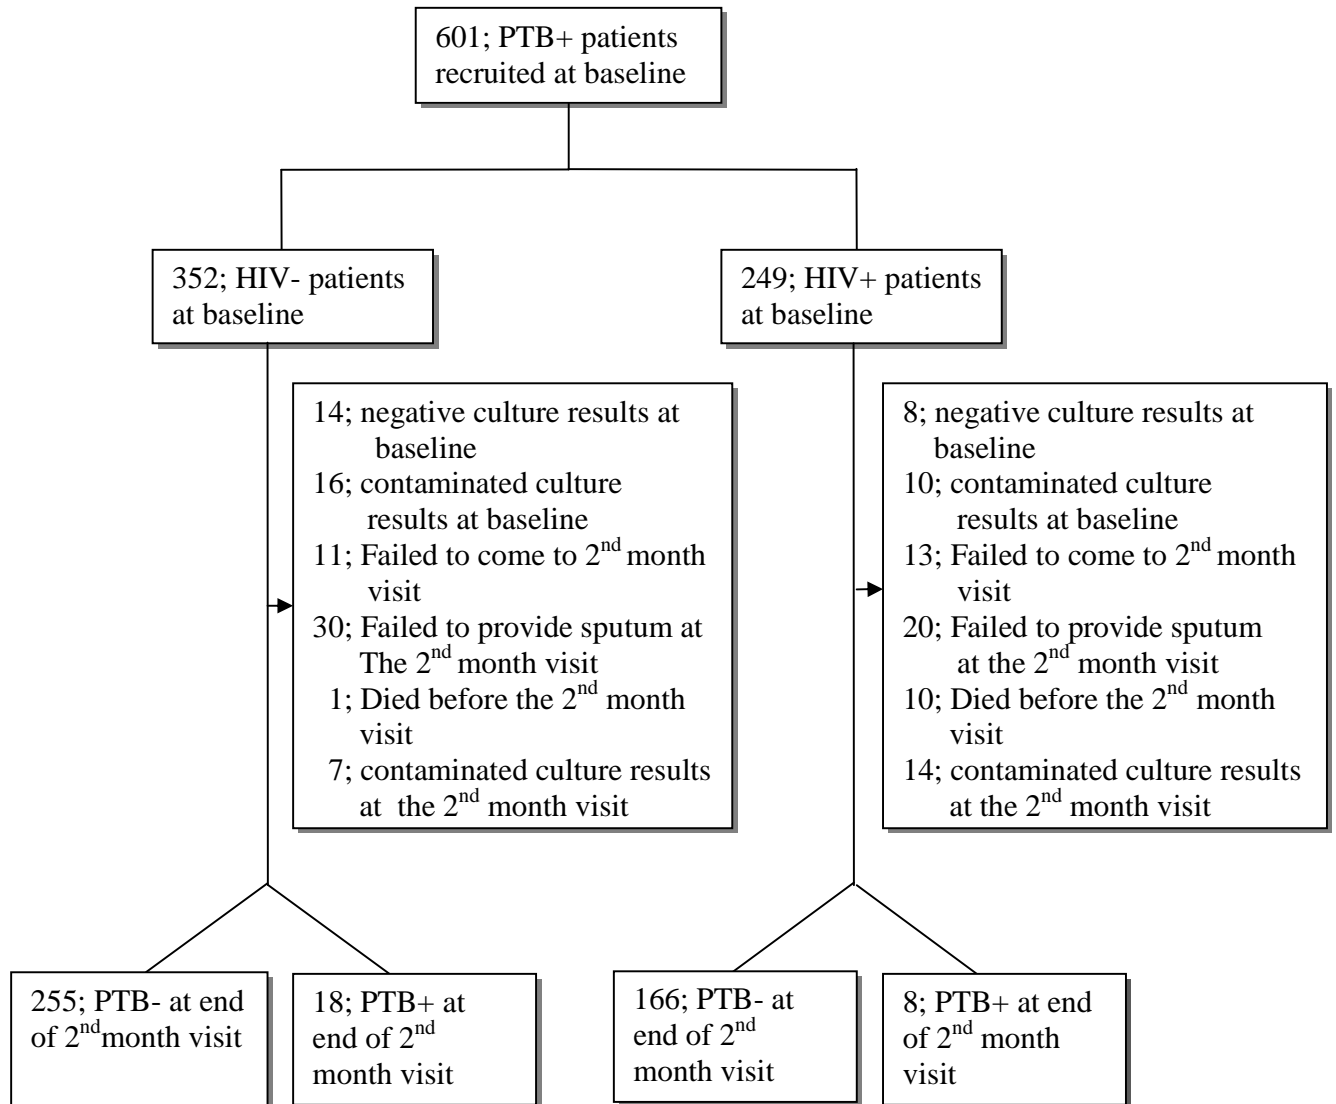 601; PTB+ patients
recruited at baseline
352; HIV- patients
at baseline
249; HIV+ patients
at baseline
14; negative culture results at
baseline
16; contaminated culture
results at baseline
11; Failed to come to 2nd month
visit
30; Failed to provide sputum at
The 2nd month visit
1; Died before the 2nd month
visit
7; contaminated culture results
at the 2nd month visit
8; negative culture results at
baseline
10; contaminated culture
results at baseline
13; Failed to come to 2nd month
visit
20; Failed to provide sputum
at the 2nd month visit
10; Died before the 2nd month
visit
14; contaminated culture results
at the 2nd month visit
255; PTB- at end
of 2nd month visit
18; PTB+ at
end of 2nd
month visit
166; PTB- at
end of 2nd
month visit
8; PTB+ at end
of 2nd month
visit